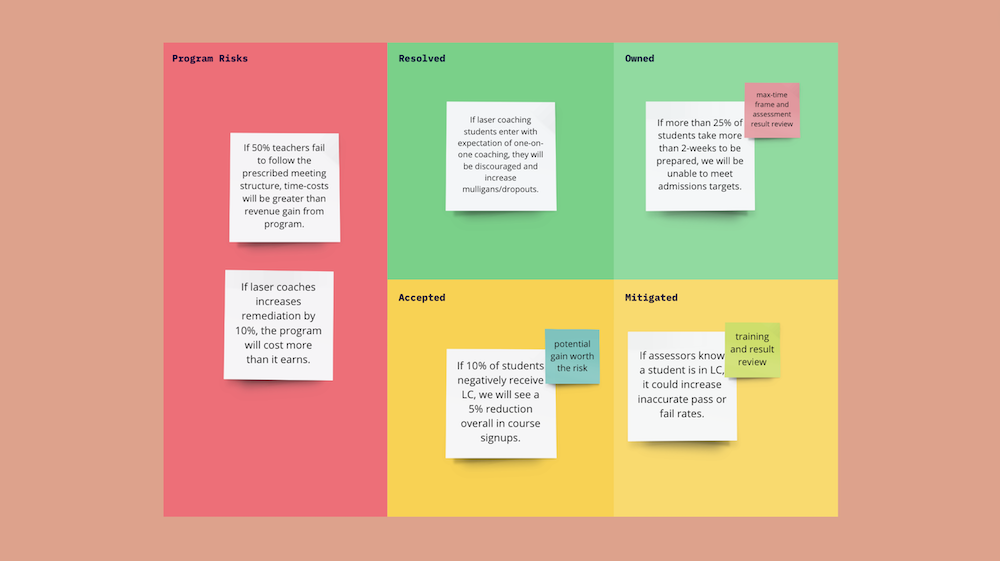 Program Risks
If 50% teachers fail
to follow the
prescribed meeting
structure, time-costs
will be greater than
revenue gain from
program.
If laser coaches
increases
remediation by
10%, the program
will cost more
than it earns.
Resolved
If laser coaching
students enter with
expectation of one-on-
one coaching, they will
be discouraged and
increase
mulligans/dropouts.
Owned
max-time
frame and
assessment
result review
If more than 25% of
students take more
than 2-weeks to be
prepared, we will be
unable to meet
admissions targets.
Accepted
potential
gain worth
the risk
If 10% of students
negatively receive
LC, we will see a
5% reduction
overall in course
signups.
Mitigated
training
and result
review
If assessors know
a student is in LC,
it could increase
inaccurate pass or
fail rates.